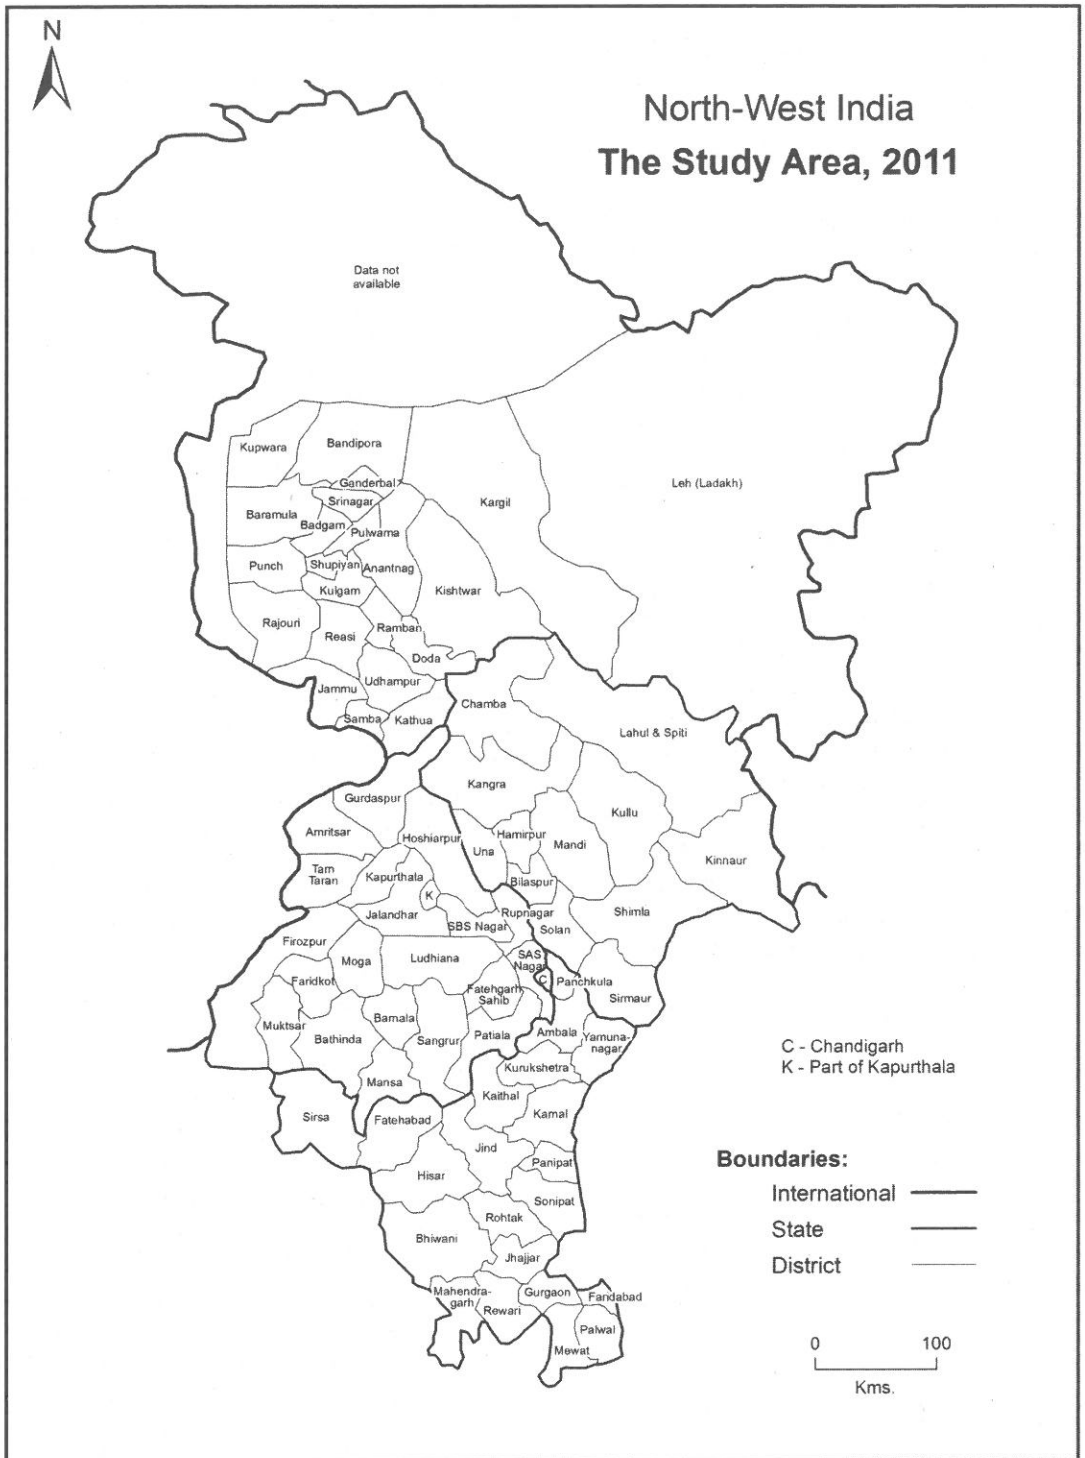 N
North-West India
The Study Area, 2011
Data not
available
Kupwara
Bandipora
Ganderbal
Srinagar
Baramula
Badgam
Pulwama
Kargil
Leh (Ladakh)
Punch
Shupiyan
Anantnag
Kulgam
Kishtwar
Rajouri
Reasi
Ramban
Doda
Udhampur
Jammu
Samba
Kathua
Chamba
Lahul & Spiti
Kangra
Gurdaspur
Kullu
Amritsar
Hoshiarpur
Hamirpur
Una
Mandi
Kinnaur
Tarn
Taran
Kapurthala
K
Bilaspur
Jalandhar
SBS Nagar
Rupnagar
Solan
Shimla
Firozpur
Moga
Ludhiana
SAS
Nagar
C
Panchkula
Faridkot
Fatehgarh
Sahib
Sirmaur
Muktsar
Bathinda
Barnala
Sangrur
Patiala
Ambala
Yamuna-
nagar
Kurukshetra
C - Chandigarh
K - Part of Kapurthala
Mansa
Kaithal
Sirsa
Fatehabad
Karnal
Jind
Panipat
Hisar
Sonipat
Rohtak
Bhiwani
Jhajjar
Mahendra-
garh
Rewari
Gurgaon
Faridabad
Palwal
Mewat
Boundaries:
International
State
District
0 100
Kms.